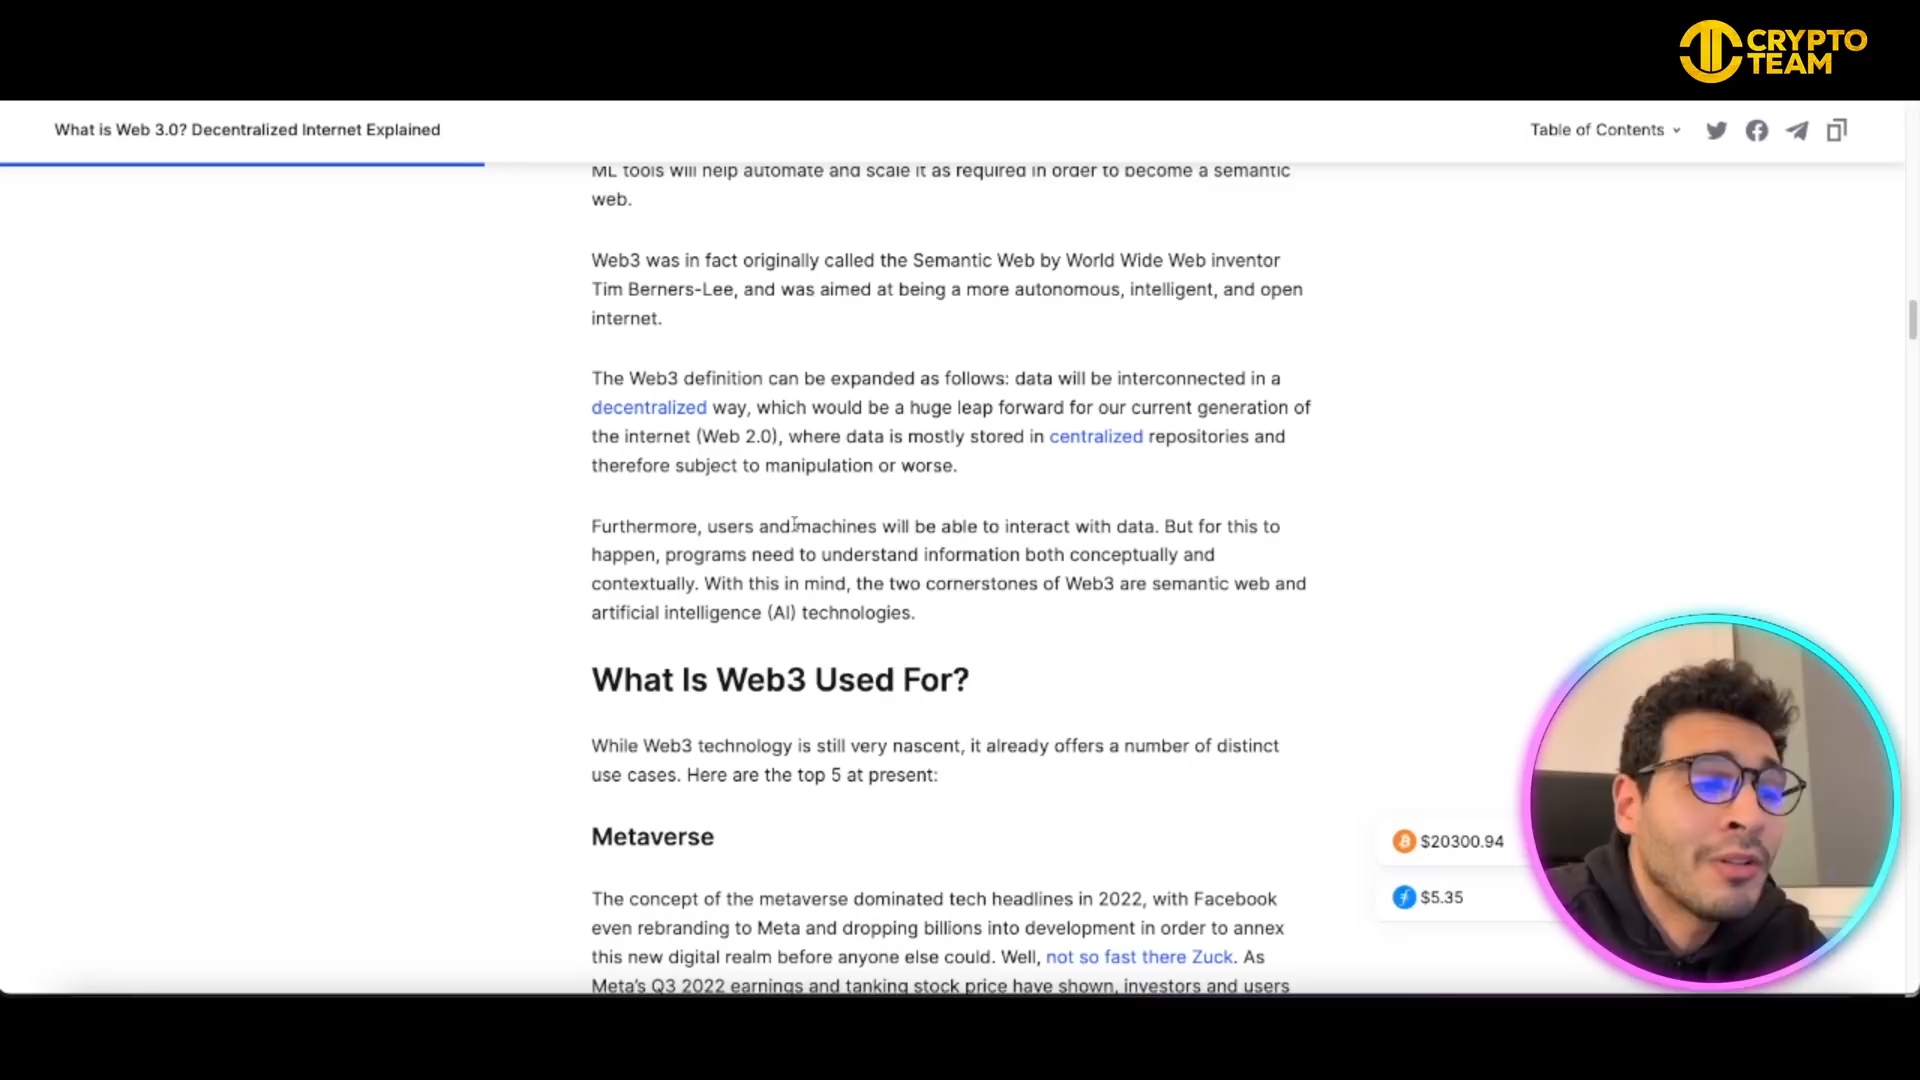 CRYPTO
TEAM
What is Web 3.0? Decentralized Internet Explained
Table of Contents
ML tools will help automate and scale it as required in order to become a semantic
web.
Web3 was in fact originally called the Semantic Web by World Wide Web inventor
Tim Berners-Lee, and was aimed at being a more autonomous, intelligent, and open
internet.
The Web3 definition can be expanded as follows: data will be interconnected in a
decentralized way, which would be a huge leap forward for our current generation of
the internet (Web 2.0), where data is mostly stored in centralized repositories and
therefore subject to manipulation or worse.
Furthermore, users and machines will be able to interact with data. But for this to
happen, programs need to understand information both conceptually and
contextually. With this in mind, the two cornerstones of Web3 are semantic web and
artificial intelligence (AI) technologies.
What Is Web3 Used For?
While Web3 technology is still very nascent, it already offers a number of distinct
use cases. Here are the top 5 at present:
Metaverse
$20300.94
The concept of the metaverse dominated tech headlines in 2022, with Facebook
$5.35
even rebranding to Meta and dropping billions into development in order to annex
this new digital realm before anyone else could. Well, not so fast there Zuck. As
Meta's Q3 2022 earnings and tanking stock price have shown, investors and users